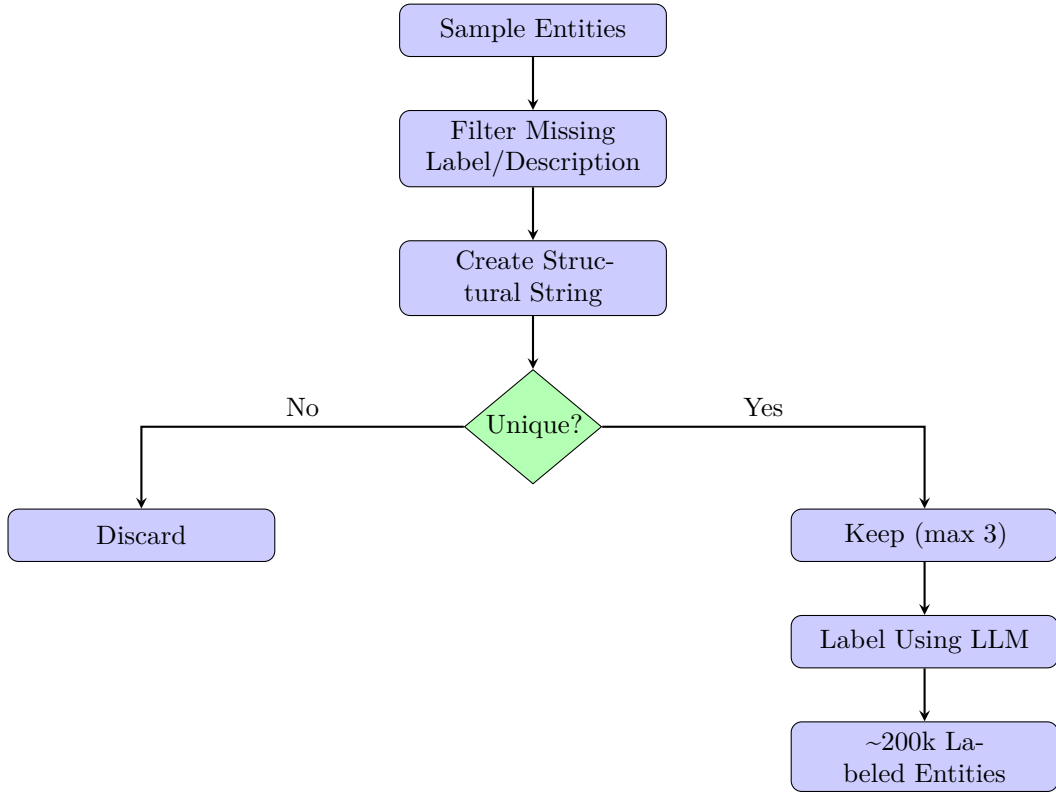 Sample Entities
Filter Missing
Label/Description
Create Struc-
tural String
Unique?
No
Yes
Discard
Keep (max 3)
Label Using LLM
~200k La-
beled Entities